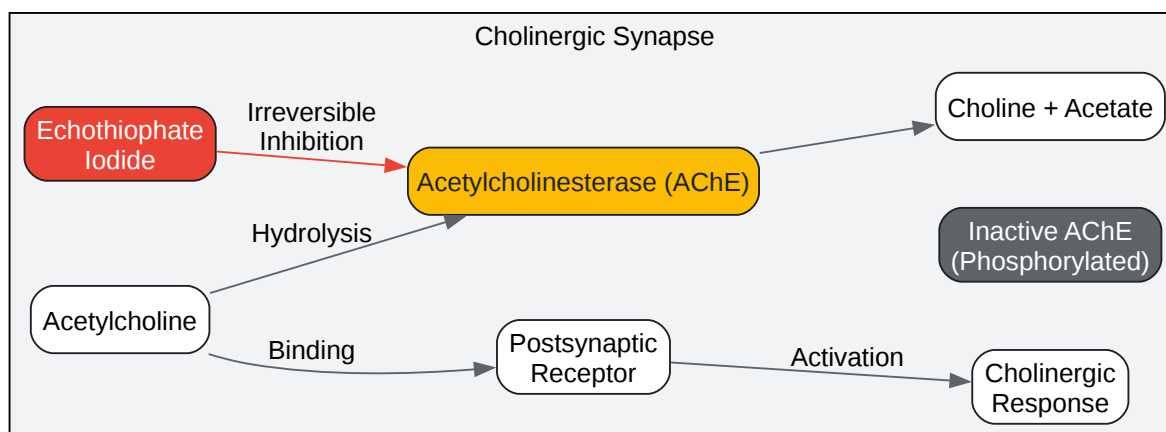 Cholinergic Synapse
Echothiophate
Iodide
Irreversible
Inhibition
Acetylcholinesterase (AChE)
Choline + Acetate
Inactive AChE
(Phosphorylated)
Hydrolysis
Acetylcholine
Binding
Postsynaptic
Receptor
Activation
Cholinergic
Response